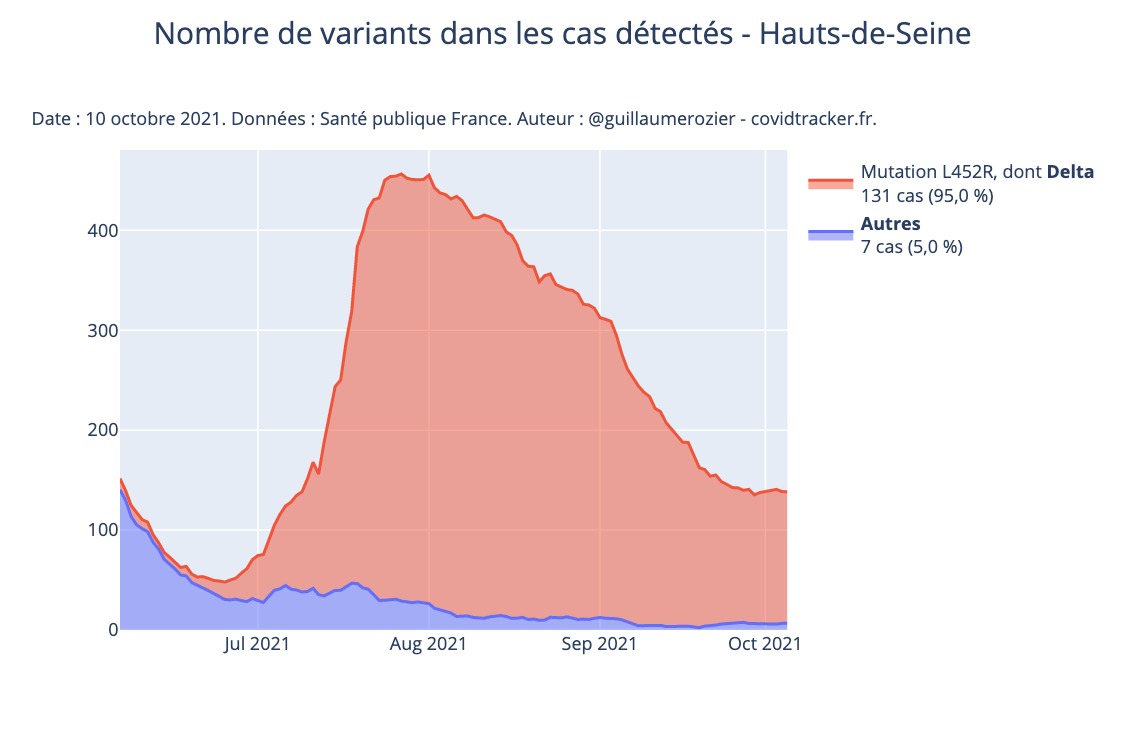 Nombre de variants dans les cas détectés - Hauts-de-Seine
Date : 10 octobre 2021. Données : Santé publique France. Auteur : @guillaumerozier - covidtracker.fr.
Mutation L452R, dont Delta
131 cas (95,0 %)
Autres
7 cas (5,0 %)
400
300
200
100
0
Jul 2021
Aug 2021
Sep 2021
Oct 2021